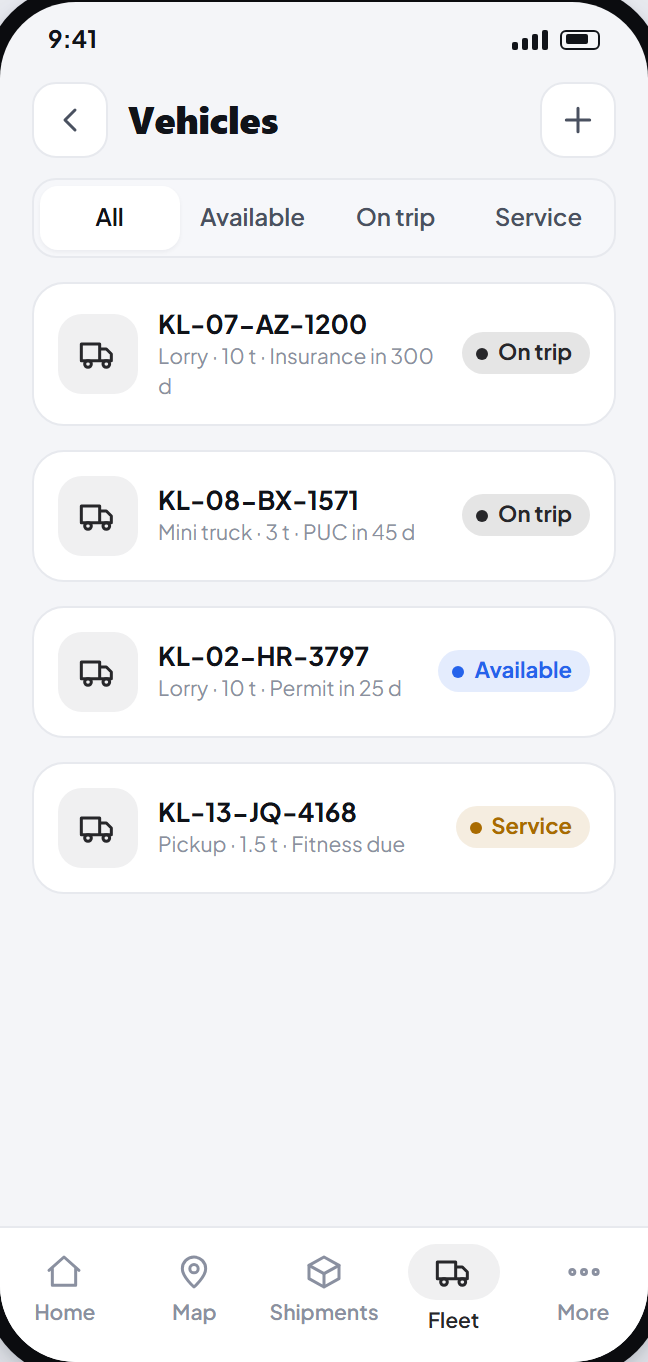 9:41
Vehicles
All Available On trip Service
KL-07-AZ-1200
Lorry · 10 t · Insurance in 300
d
On trip
KL-08-BX-1571
Mini truck · 3 t · PUC in 45 d
On trip
KL-02-HR-3797
Lorry · 10 t · Permit in 25 d
Available
KL-13-JQ-4168
Pickup · 1.5 t · Fitness due
Service
Home Map Shipments Fleet More